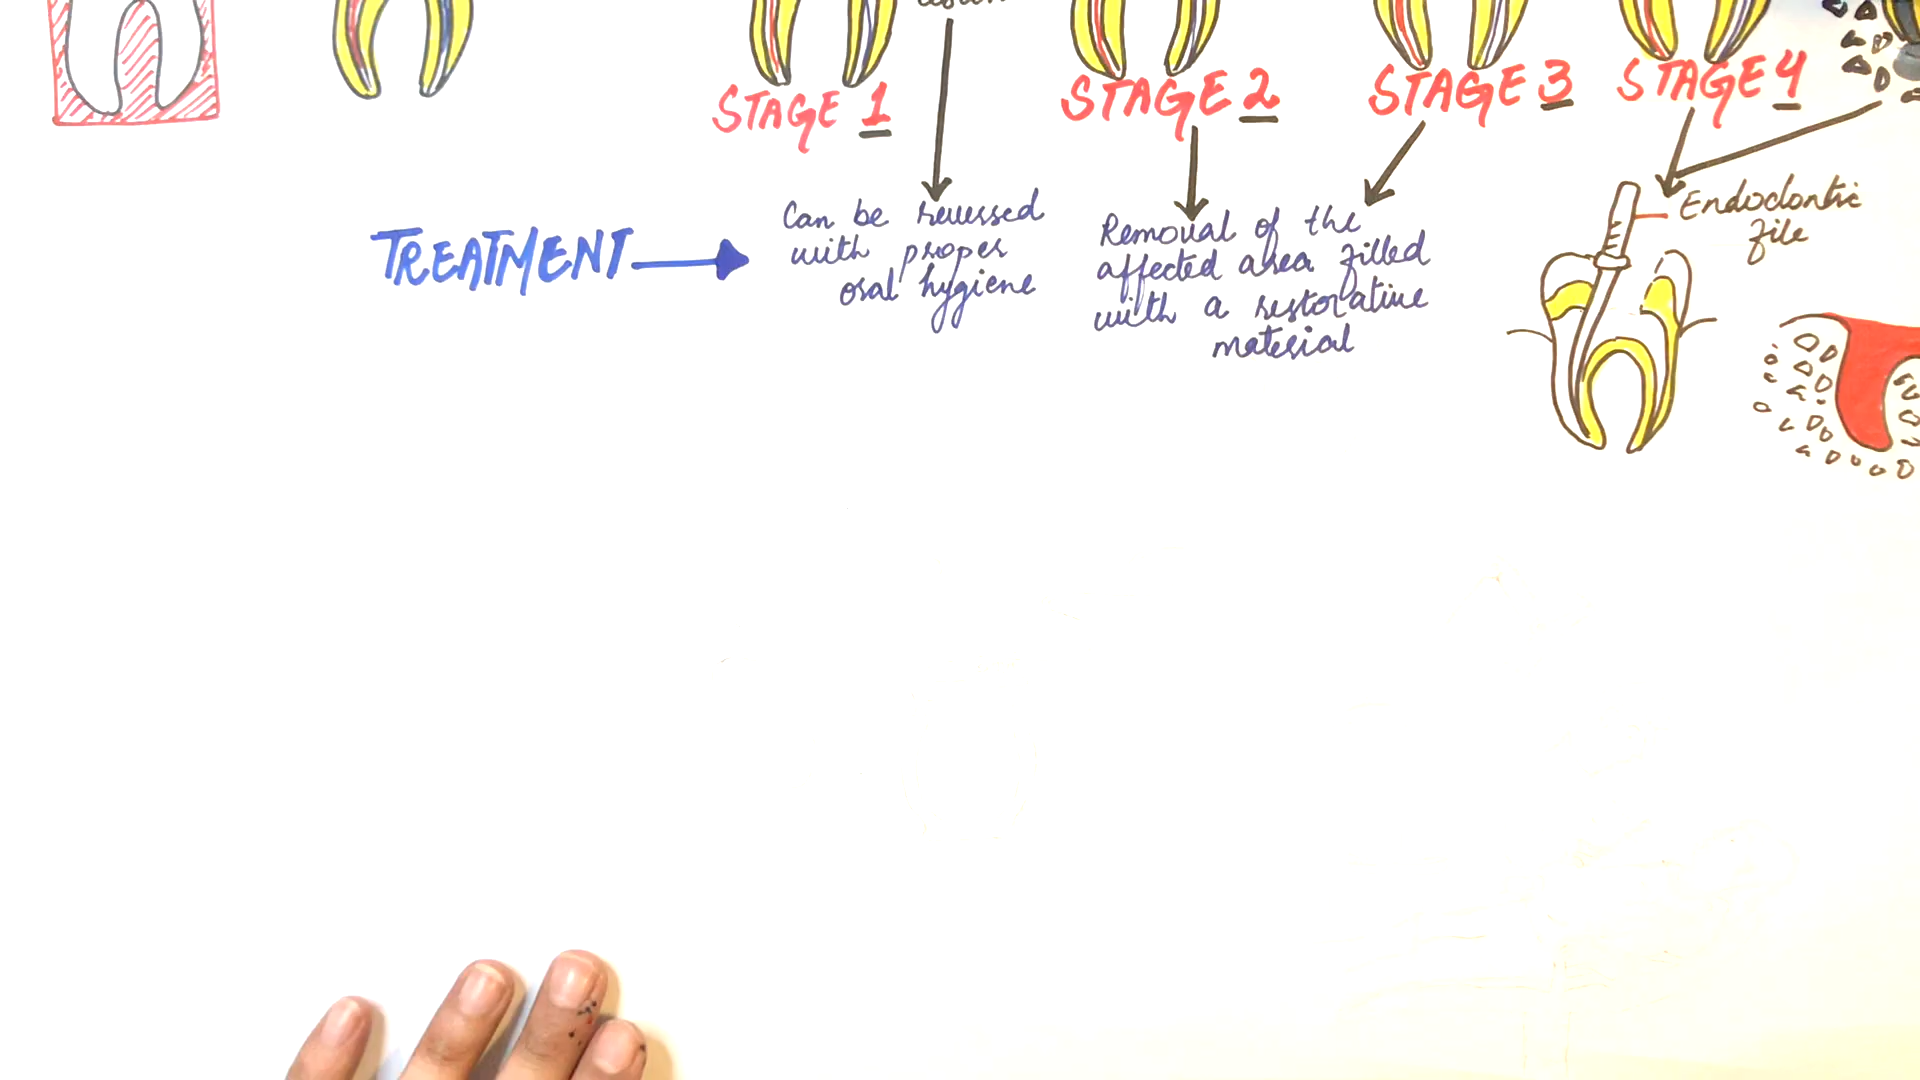 STAGE 1
STAGE 2
STAGE 3
STAGE 4
TREATMENT
Can be reversed
with proper
oral hygiene
Removal of the
affected area filled
with a restorative
material
Endodontic
file